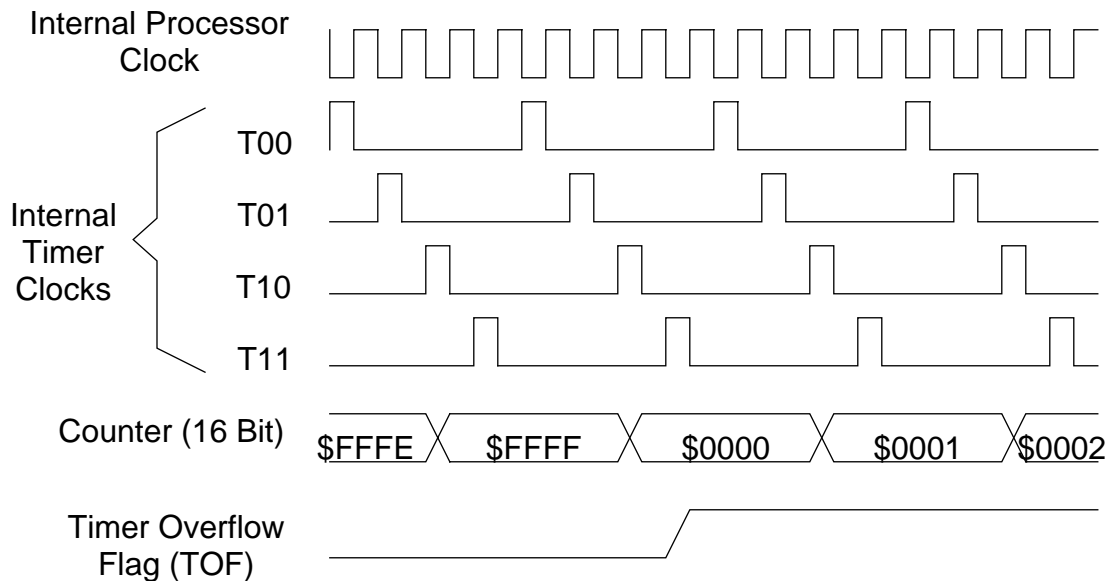 Internal Processor
Clock
T00
T01
Internal
Timer
Clocks
T10
T11
Counter (16 Bit)
$FFFE $FFFF $0000 $0001 $0002
Timer Overflow
Flag (TOF)